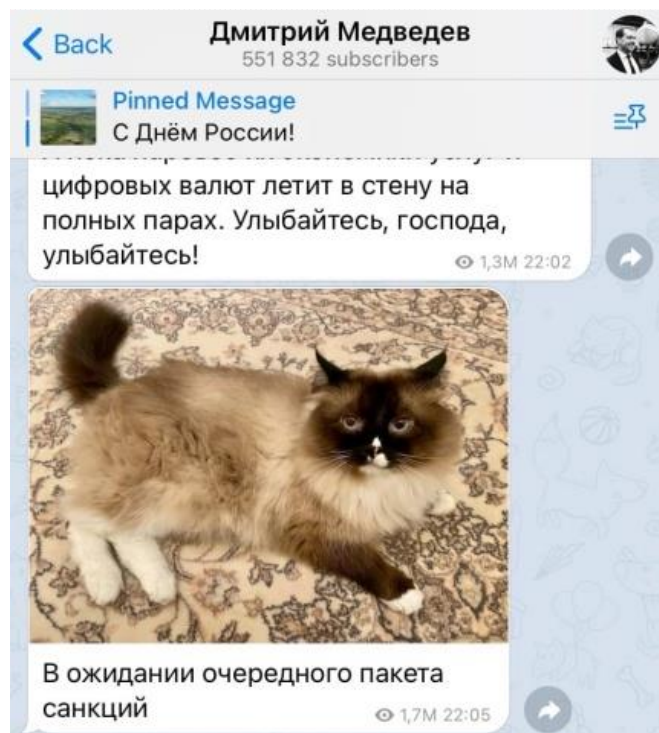 Back
Дмитрий Медведев
551 832 subscribers
Pinned Message
С Днём России!
цифровых валют летит в стену на
полных парах. Улыбайтесь, господа,
улыбайтесь!
1,3M 22:02
В ожидании очередного пакета
санкций
1,7M 22:05